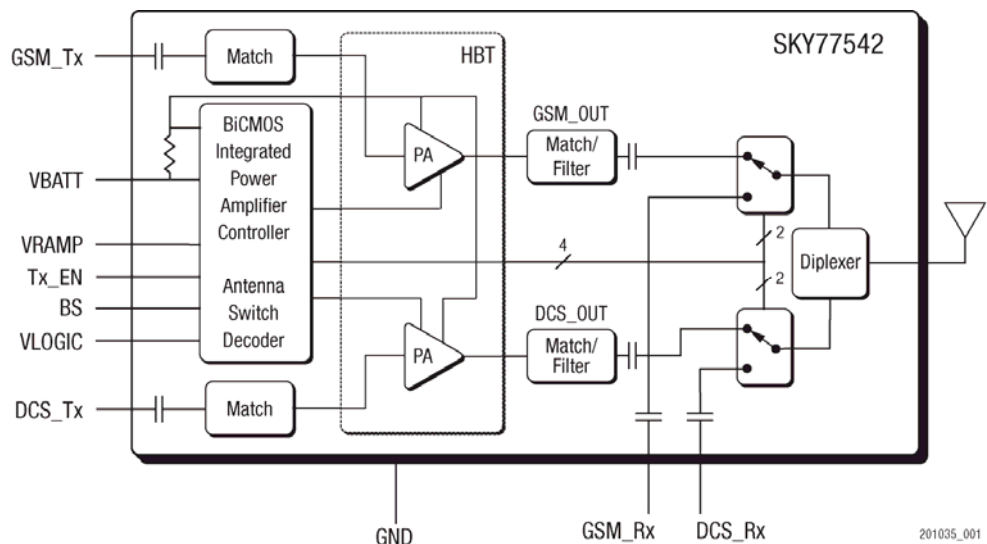 SKY77542
HBT
GSM_Tx
Match
BiCMOS
Integrated
Power
Amplifier
Controller
Antenna
Switch
Decoder
PA
GSM_OUT
Match/
Filter
VBATT
VRAMP
Tx_EN
BS
VLOGIC
4
2
2
Diplexer
DCS_OUT
Match/
Filter
PA
DCS_Tx
Match
GND
GSM_Rx
DCS_Rx
201035_001